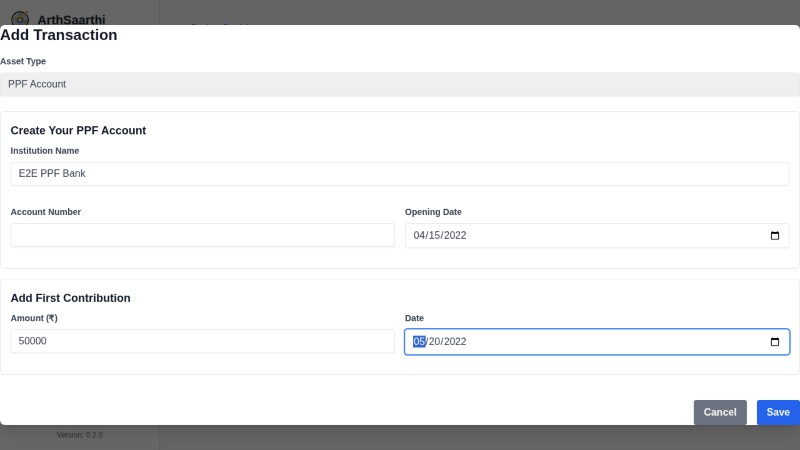 ArthSaarthi
Add Transaction
Asset Type
PPF Account
Create Your PPF Account
Institution Name
E2E PPF Bank
Account Number
Opening Date
04/15/2022
Add First Contribution
Amount (₹)
Date
50000
05/20/2022
Cancel
Save
Version: 0.2.0